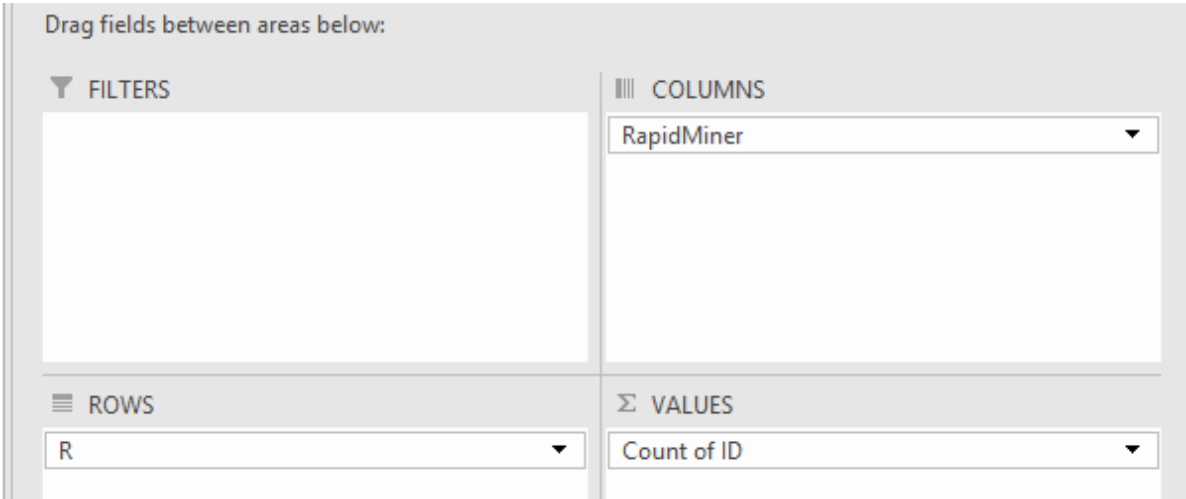 Drag fields between areas below:
FILTERS
COLUMNS
RapidMiner
ROWS
Σ VALUES
R
Count of ID